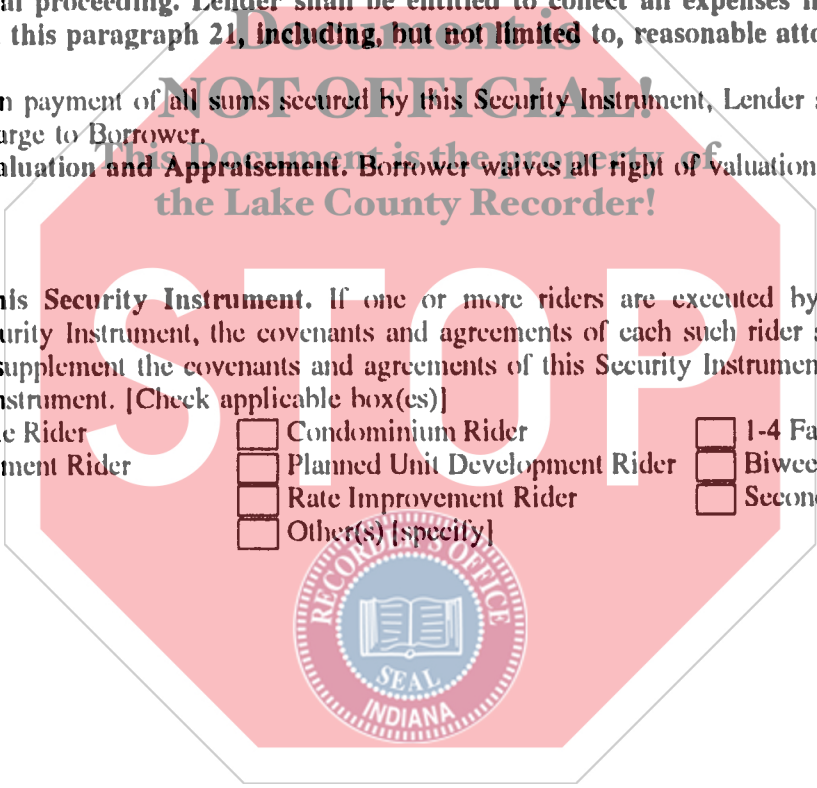 al proceeding. Lender shall be entitled to collect all expenses
this paragraph 21, including, but not limited to, reasonable atto
Document is
NOT OFFICIAL!
n payment of all sums secured by this Security Instrument, Lender
arge to Borrower.
This Document is the property of
aluation and Appraisement. Borrower waives all right of valuation
the Lake County Recorder!
STOP
his Security Instrument. If one or more riders are executed by
urity Instrument, the covenants and agreements of each such rider
supplement the covenants and agreements of this Security Instrumen
nstrument. [Check applicable box(es)]
e Rider Condominium Rider 1-4 Fa
ment Rider Planned Unit Development Rider Biwee
Rate Improvement Rider Secon
Other(s) [specify]
RECORDER'S OFFICE
SEAL
INDIANA